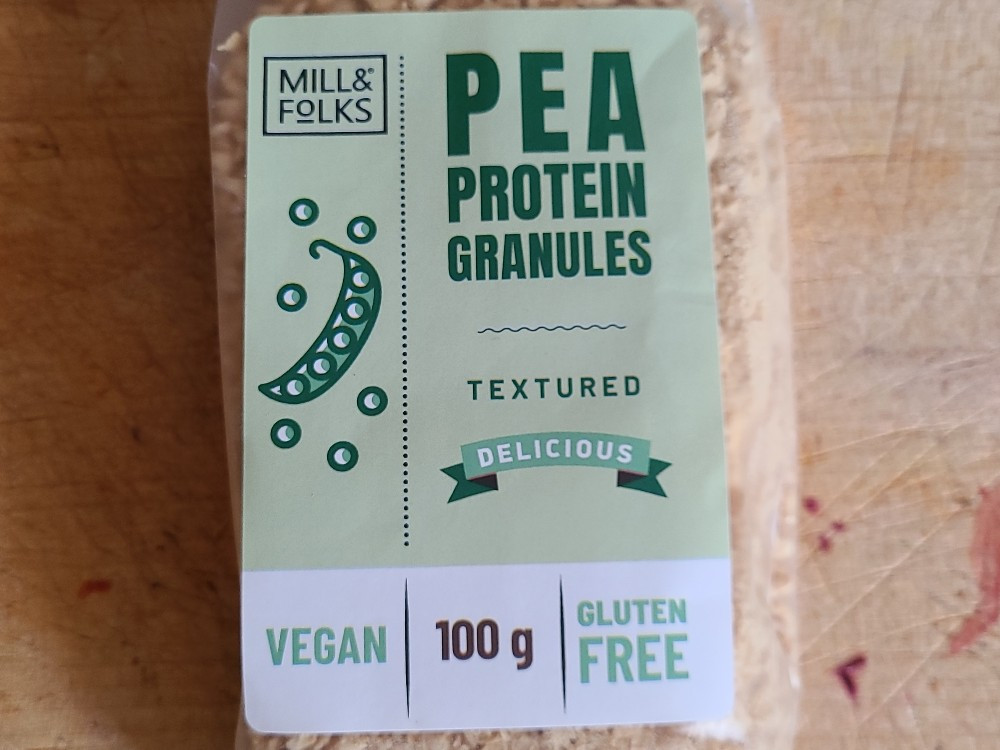 MILL&®
FOLKS
PEA
PROTEIN
GRANULES
TEXTURED
DELICIOUS
VEGAN
100 g
GLUTEN
FREE